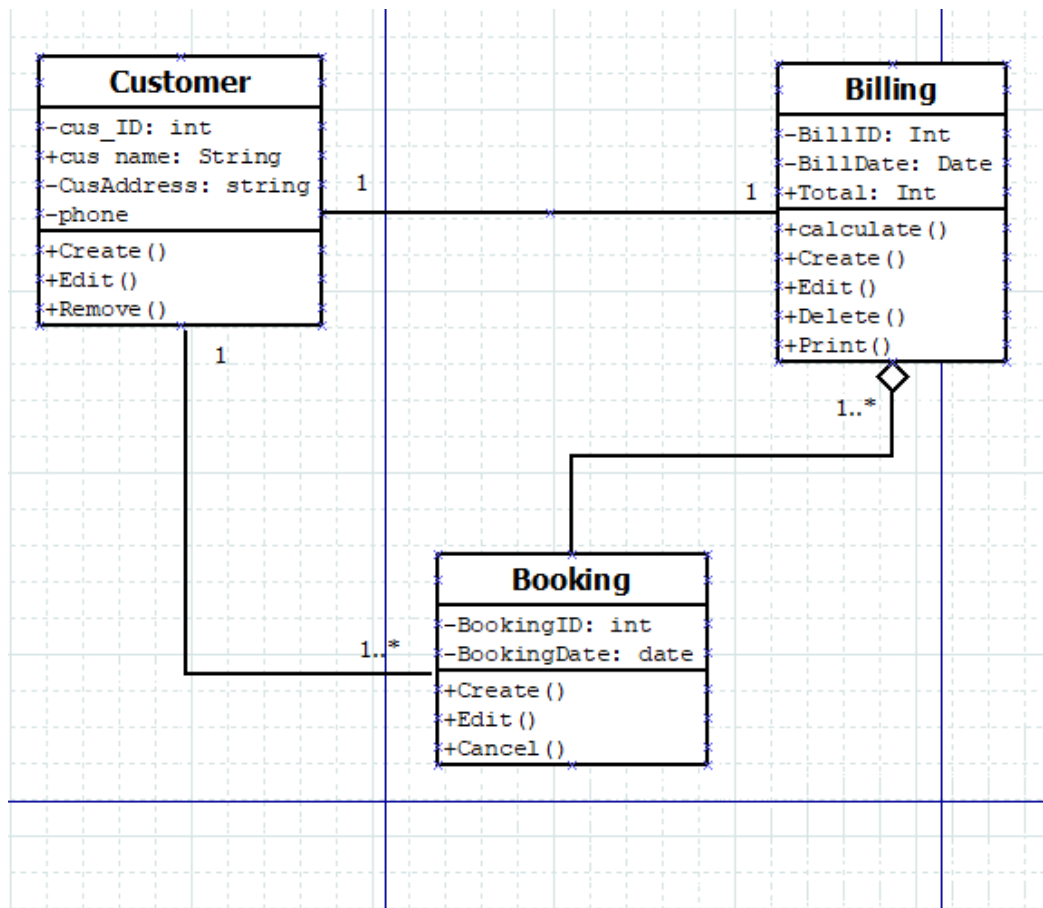 Customer
-cus_ID: int
+cus name: String
-CusAddress: string
-phone
+Create()
+Edit()
+Remove()
1
1
Billing
-BillID: Int
-BillDate: Date
+Total: Int
+calculate()
+Create()
+Edit()
+Delete()
+Print()
1
1..*
1..*
Booking
-BookingID: int
-BookingDate: date
+Create()
+Edit()
+Cancel()